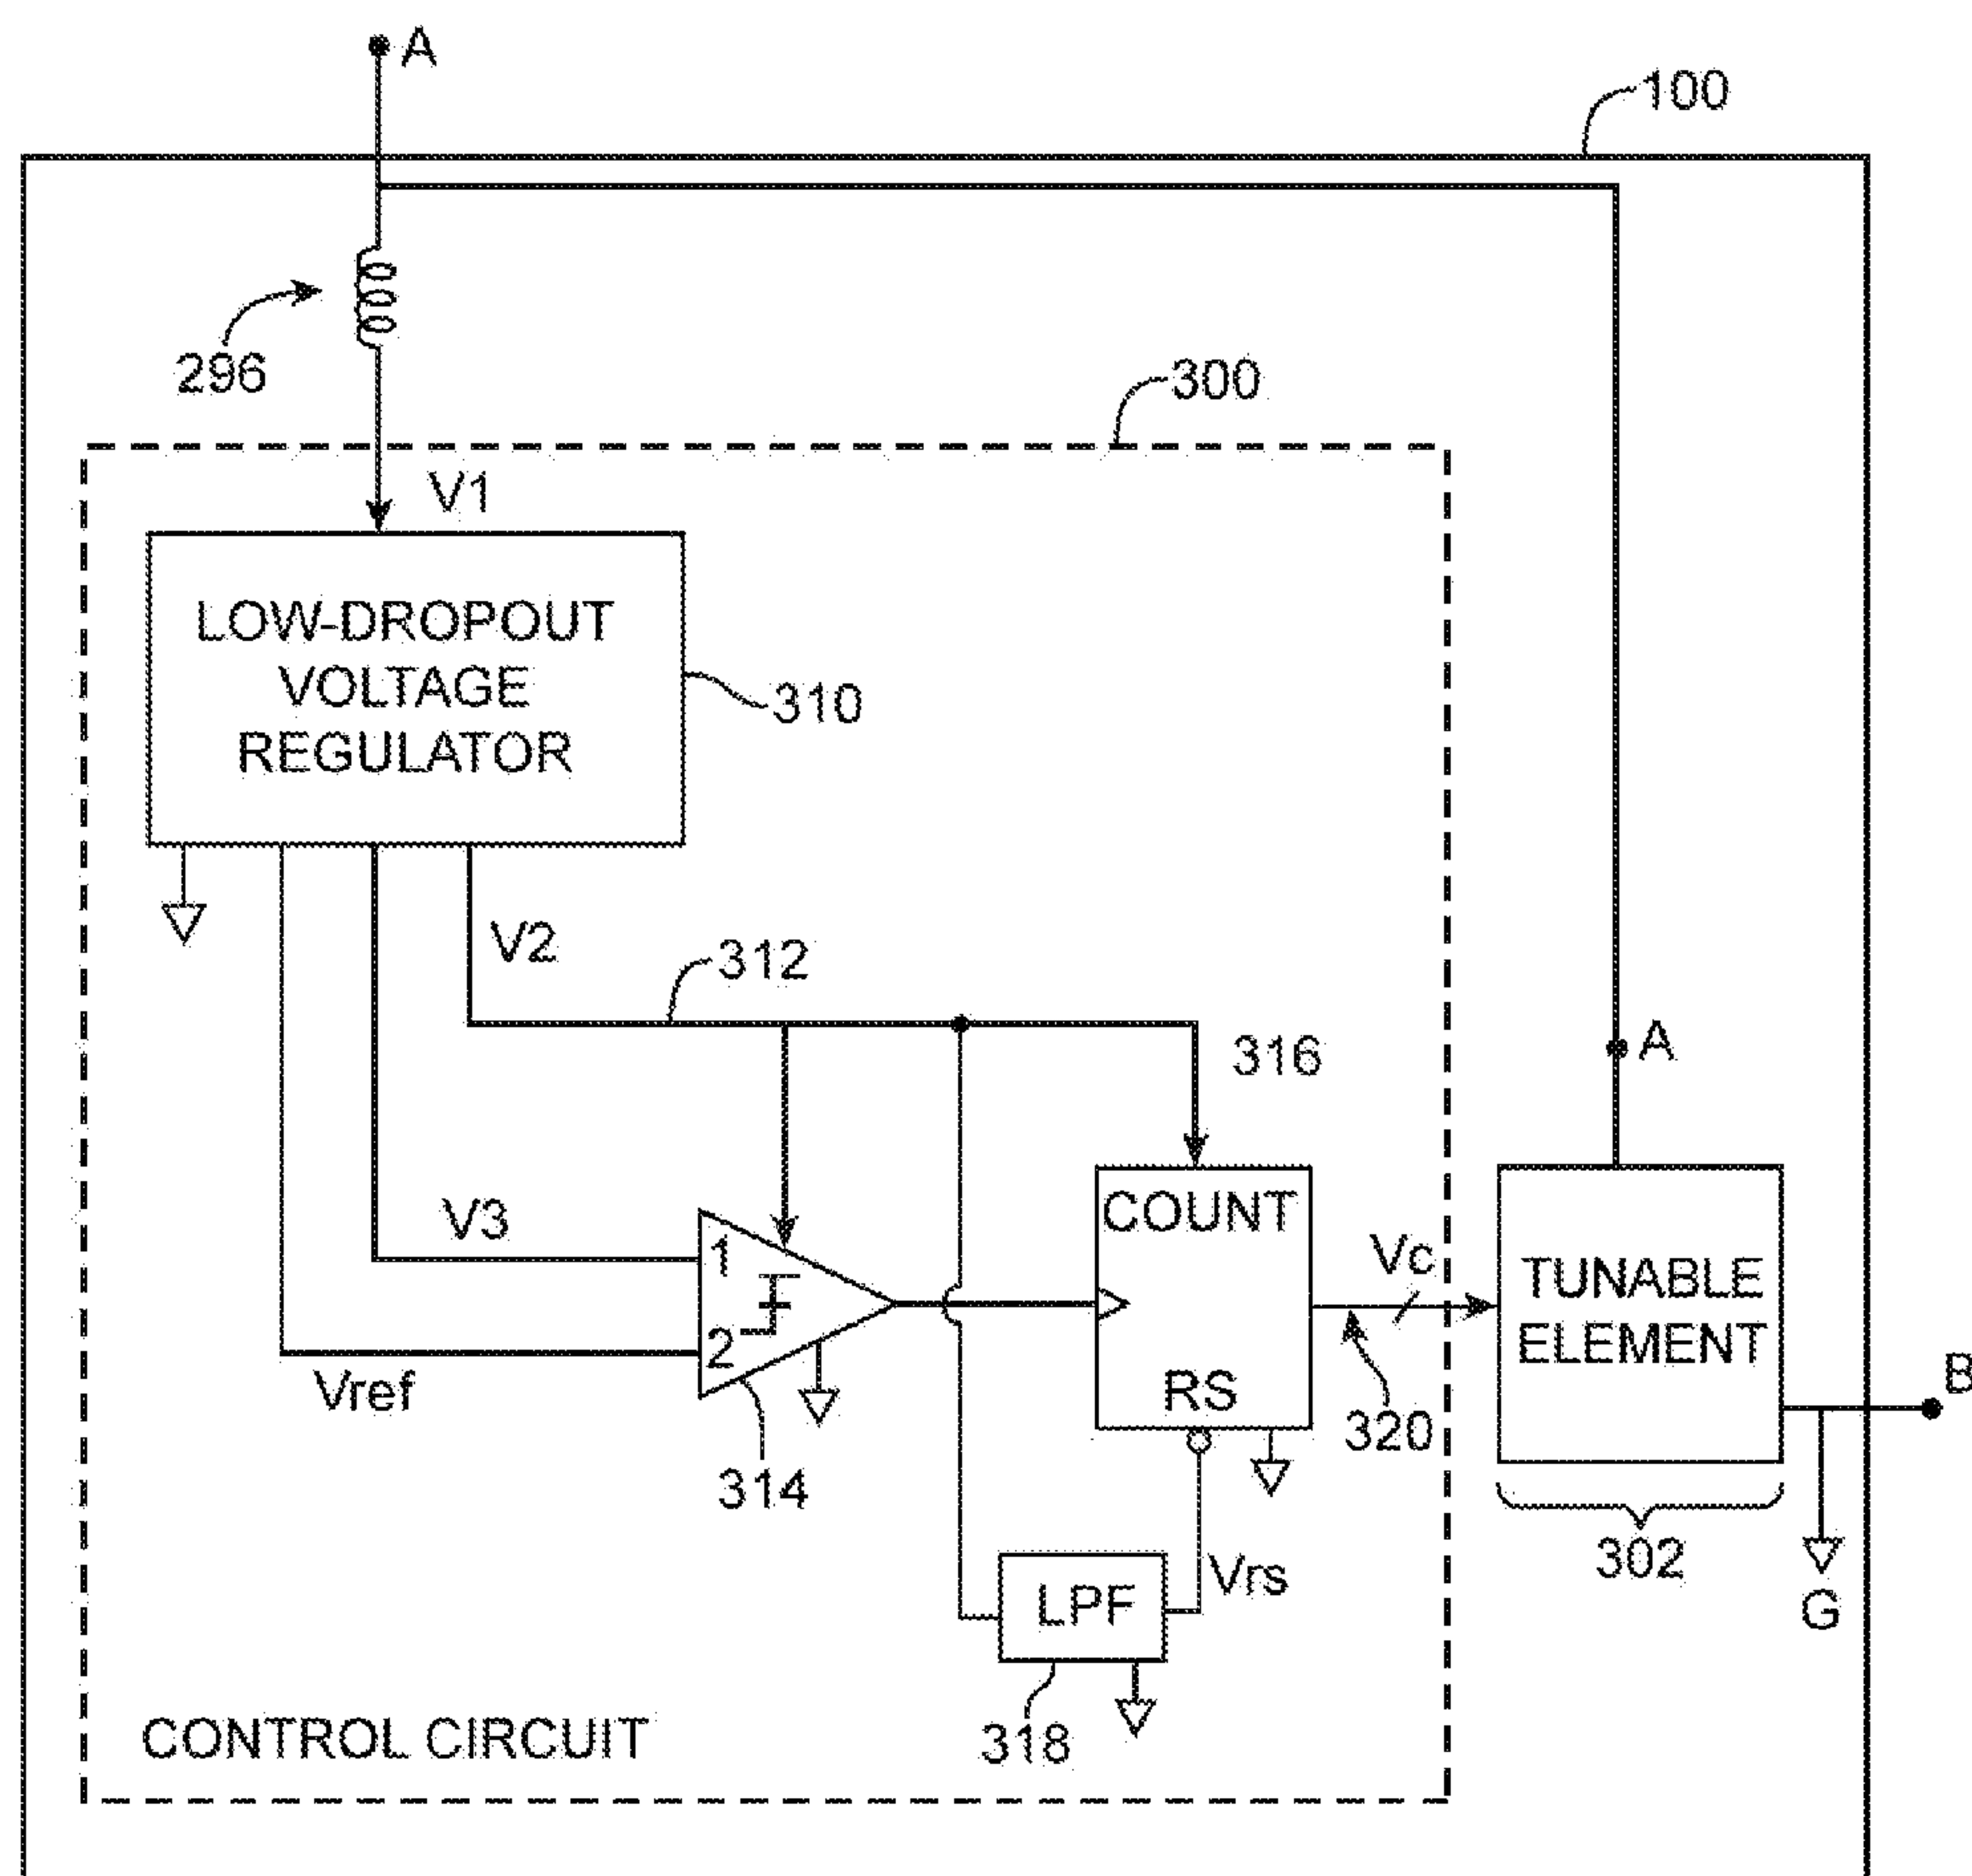 A
100
296
300
V1
LOW-DROPOUT
VOLTAGE
REGULATOR
310
V2
312
316
A
V3
1
2
Vref
314
COUNT
RS
Vc
320
TUNABLE
ELEMENT
B
302
G
LPF
Vrs
318
CONTROL CIRCUIT